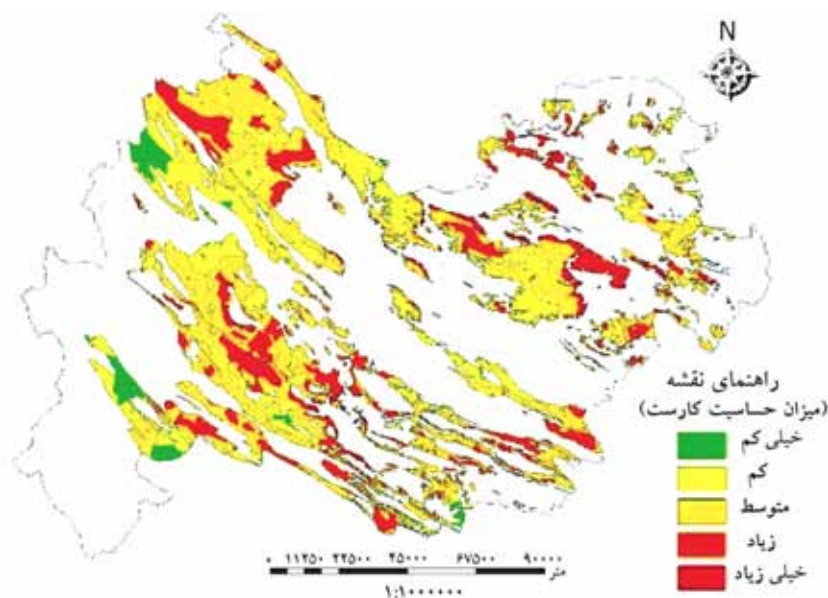 N
راهنمای نقشه
(میزان حساسیت کارست)
خیلی کم
کم
متوسط
زیاد
خیلی زیاد
۰ ۱۱۲۵۰ ۲۲۵۰۰ ۴۵۰۰۰ ۶۷۵۰۰ ۹۰۰۰۰
متر
۱:۱۰۰۰۰۰۰